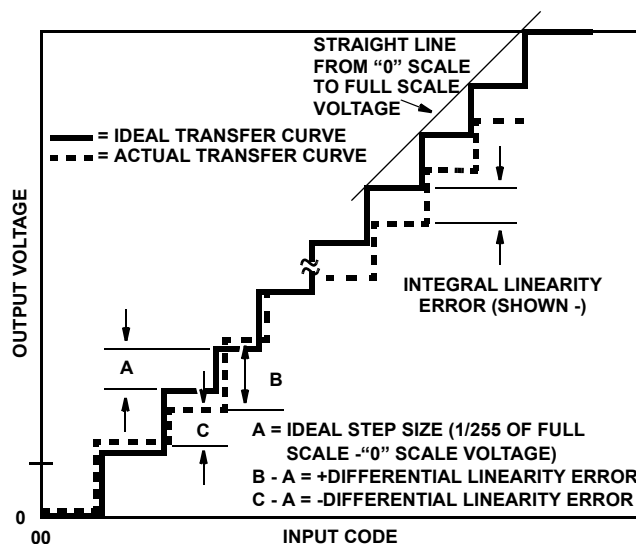 STRAIGHT LINE
FROM “0” SCALE
TO FULL SCALE
VOLTAGE
= IDEAL TRANSFER CURVE
= ACTUAL TRANSFER CURVE
OUTPUT VOLTAGE
INTEGRAL LINEARITY
ERROR (SHOWN -)
A
B
C
A = IDEAL STEP SIZE (1/255 OF FULL
SCALE -“0” SCALE VOLTAGE)
B - A = +DIFFERENTIAL LINEARITY ERROR
C - A = -DIFFERENTIAL LINEARITY ERROR
0
00
INPUT CODE